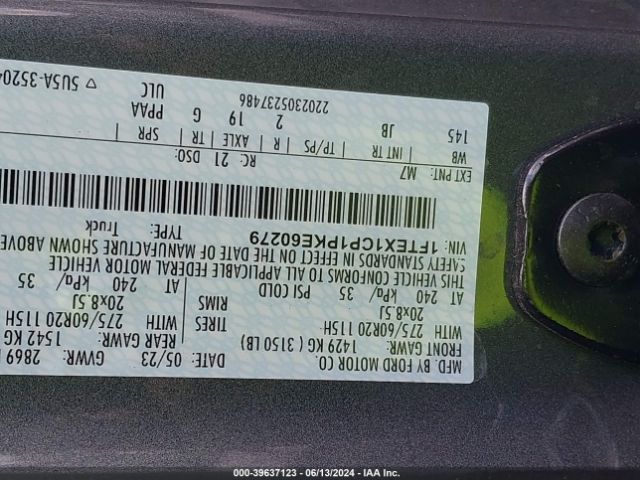 MFD. BY FORD MOTOR CO.
DATE: 05/23 GVWR: 2869
FRONT GAWR: 1429 KG ( 3150 LB) REAR GAWR: 1542 KG
WITH 275/60R20 115H TIRES WITH 275/60R20 115H
20x8.5J RIMS 20x8.5J
AT 240 kPa/ 35 PSI COLD AT 240 kPa/ 35
THIS VEHICLE CONFORMS TO ALL APPLICABLE FEDERAL MOTOR VEHICLE
SAFETY STANDARDS IN EFFECT ON THE DATE OF MANUFACTURE SHOWN ABOVE
VIN: 1FTEX1CP1PKE60279 TYPE: Truck
EXT PNT: M7 RC: 21 DSO:
WB INT TR TP/PS R AXLE TR SPR
145 JB 2 19 G PPAA
2202305237486 ULC 5U5A-3520
000-39637123 - 06/13/2024 - IAA Inc.